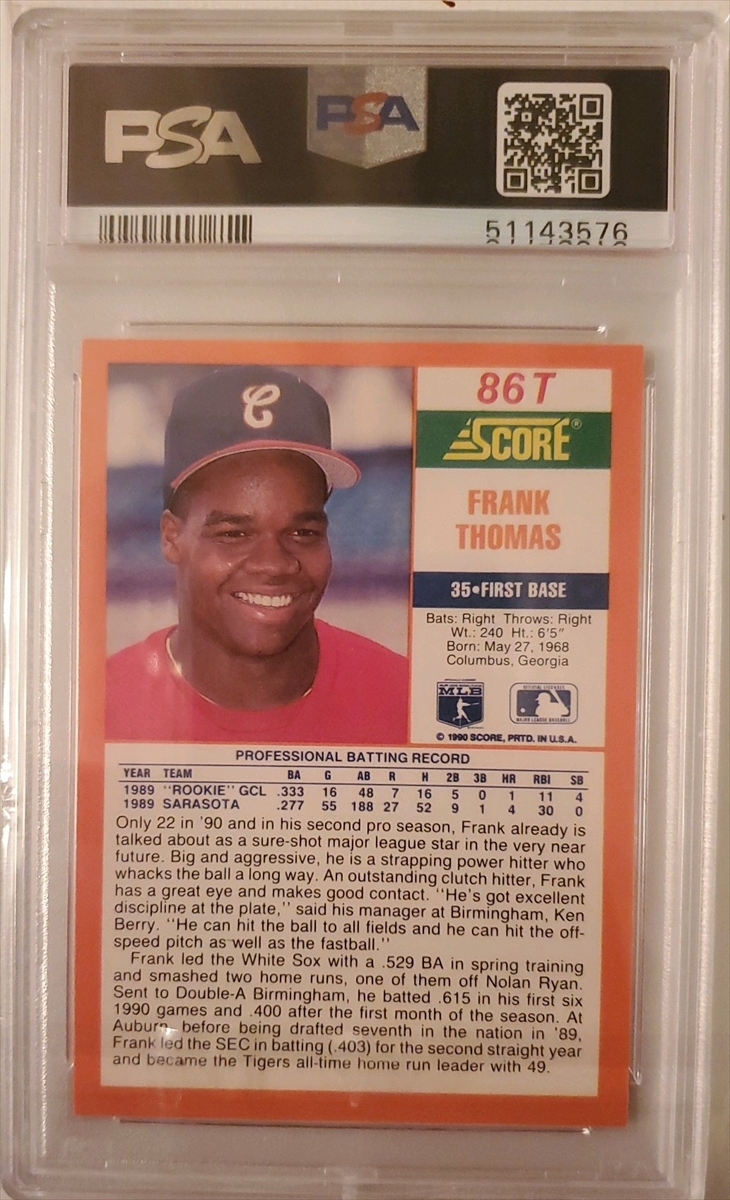 PSA
PSA
51143576
C
86T
SCORE®
FRANK
THOMAS
35•FIRST BASE
Bats: Right Throws: Right
Wt.: 240 Ht.: 6'5"
Born: May 27, 1968
Columbus, Georgia
MLB
OFFICIAL LICENSEE
MAJOR LEAGUE BASEBALL
© 1990 SCORE, PRTD. IN U.S.A.
PROFESSIONAL BATTING RECORD
YEAR TEAM BA G AB R H 2B 3B HR RBI SB
1989 "ROOKIE" GCL .333 16 48 7 16 5 0 1 11 4
1989 SARASOTA .277 55 188 27 52 9 1 4 30 0
Only 22 in '90 and in his second pro season, Frank already is
talked about as a sure-shot major league star in the very near
future. Big and aggressive, he is a strapping power hitter who
whacks the ball a long way. An outstanding clutch hitter, Frank
has a great eye and makes good contact. "He's got excellent
discipline at the plate," said his manager at Birmingham, Ken
Berry. "He can hit the ball to all fields and he can hit the off-
speed pitch as well as the fastball."
Frank led the White Sox with a .529 BA in spring training
and smashed two home runs, one of them off Nolan Ryan.
Sent to Double-A Birmingham, he batted .615 in his first six
1990 games and .400 after the first month of the season. At
Auburn, before being drafted seventh in the nation in '89,
Frank led the SEC in batting (.403) for the second straight year
and became the Tigers all-time home run leader with 49.